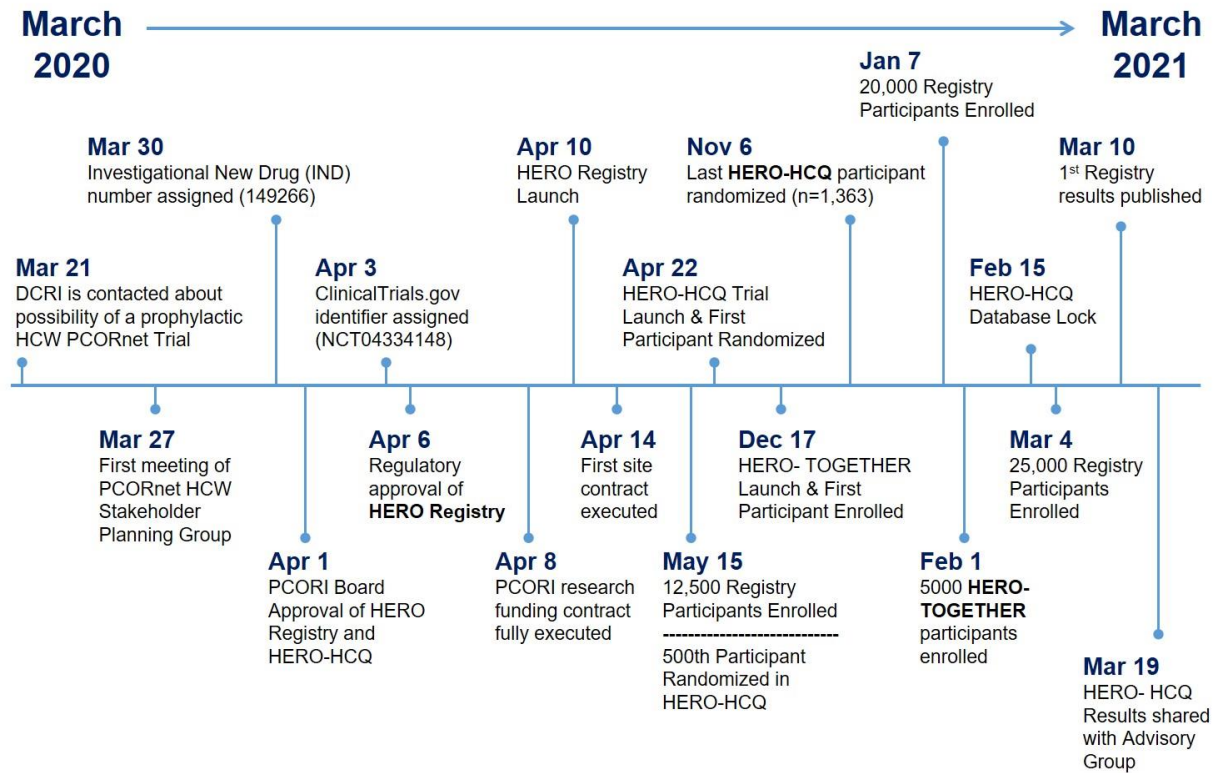 March
2020
March
2021
Jan 7
20,000 Registry
Participants Enrolled
Mar 30
Investigational New Drug (IND)
number assigned (149266)
Apr 10
HERO Registry
Launch
Nov 6
Last HERO-HCQ participant
randomized (n=1,363)
Mar 10
1st Registry
results published
Mar 21
DCRI is contacted about
possibility of a prophylactic
HCW PCORnet Trial
Apr 3
ClinicalTrials.gov
identifier assigned
(NCT04334148)
Apr 22
HERO-HCQ Trial
Launch & First
Participant Randomized
Feb 15
HERO-HCQ
Database Lock
Mar 27
First meeting of
PCORnet HCW
Stakeholder
Planning Group
Apr 6
Regulatory
approval of
HERO Registry
Apr 14
First site
contract
executed
Dec 17
HERO- TOGETHER
Launch & First
Participant Enrolled
Mar 4
25,000 Registry
Participants
Enrolled
Apr 1
PCORI Board
Approval of HERO
Registry and
HERO-HCQ
Apr 8
PCORI research
funding contract
fully executed
May 15
12,500 Registry
Participants Enrolled
----------------------------
500th Participant
Randomized in
HERO-HCQ
Feb 1
5000 HERO-
TOGETHER
participants
enrolled
Mar 19
HERO- HCQ
Results shared
with Advisory
Group